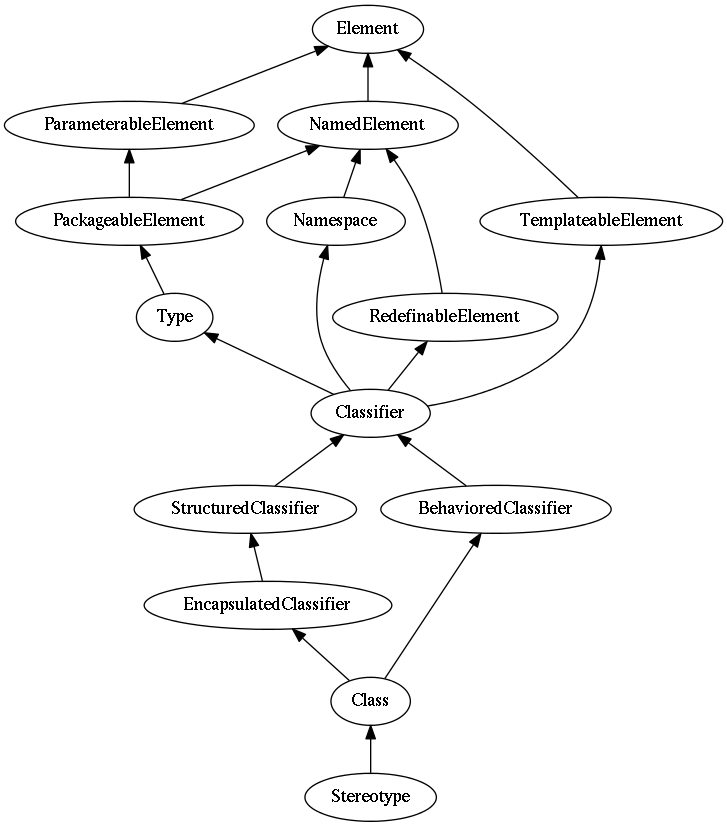 Element
ParameterableElement
NamedElement
PackageableElement
Namespace
TemplateableElement
Type
RedefinableElement
Classifier
StructuredClassifier
BehavioredClassifier
EncapsulatedClassifier
Class
Stereotype